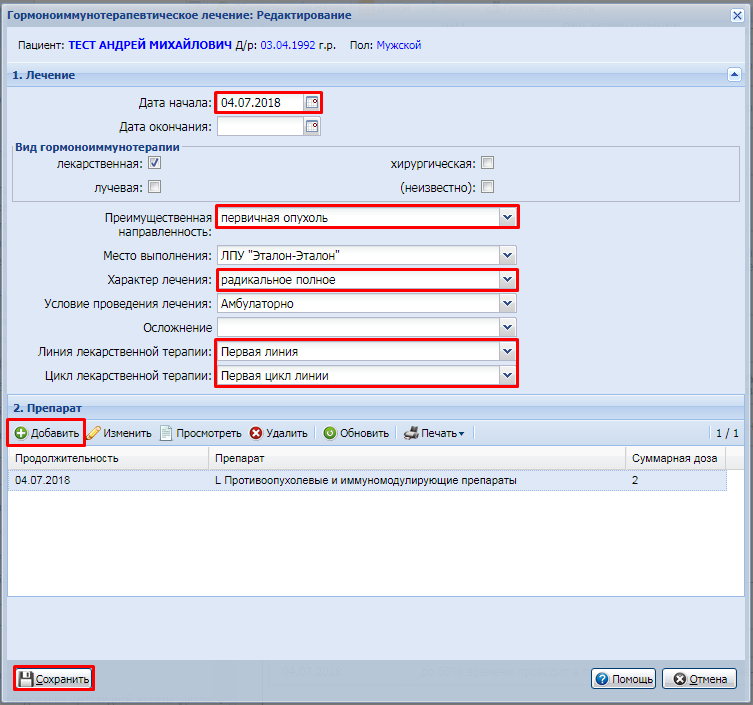 Гормоноиммунотерапевтическое лечение: Редактирование
Пациент: ТЕСТ АНДРЕЙ МИХАЙЛОВИЧ Д/р: 03.04.1992 г.р. Пол: Мужской
1. Лечение
Дата начала: 04.07.2018
Дата окончания:
Вид гормоноиммунотерапии
лекарственная: хирургическая:
лучевая: (неизвестно):
Преимущественная
направленность: первичная опухоль
Место выполнения: ЛПУ "Эталон-Эталон"
Характер лечения: радикальное полное
Условие проведения лечения: Амбулаторно
Осложнение
Линия лекарственной терапии: Первая линия
Цикл лекарственной терапии: Первая цикл линии
2. Препарат
Добавить Изменить Просмотреть Удалить Обновить Печать 1 / 1
Продолжительность Препарат Суммарная доза
04.07.2018 L Противоопухолевые и иммуномодулирующие препараты 2
Сохранить Помощь Отмена